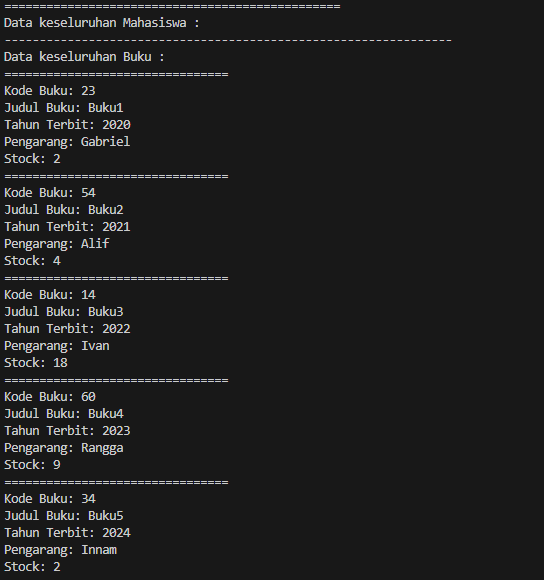 ================================================
Data keseluruhan Mahasiswa :
----------------------------------------------------------------
Data keseluruhan Buku :
================================
Kode Buku: 23
Judul Buku: Buku1
Tahun Terbit: 2020
Pengarang: Gabriel
Stock: 2
================================
Kode Buku: 54
Judul Buku: Buku2
Tahun Terbit: 2021
Pengarang: Alif
Stock: 4
================================
Kode Buku: 14
Judul Buku: Buku3
Tahun Terbit: 2022
Pengarang: Ivan
Stock: 18
================================
Kode Buku: 60
Judul Buku: Buku4
Tahun Terbit: 2023
Pengarang: Rangga
Stock: 9
================================
Kode Buku: 34
Judul Buku: Buku5
Tahun Terbit: 2024
Pengarang: Innam
Stock: 2